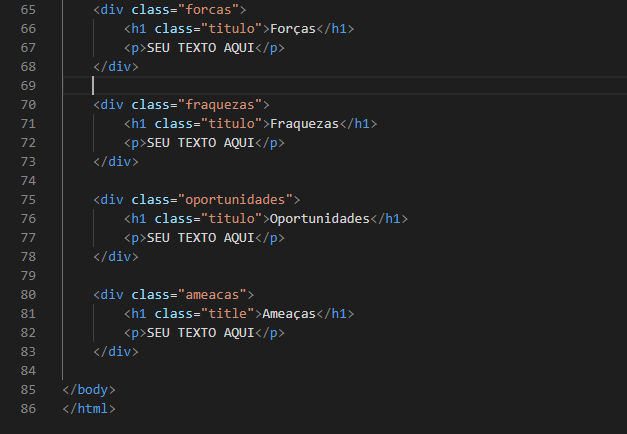 65 <div class="forcas">
66 <h1 class="titulo">Forças</h1>
67 <p>SEU TEXTO AQUI</p>
68 </div>
69
70 <div class="fraquezas">
71 <h1 class="titulo">Fraquezas</h1>
72 <p>SEU TEXTO AQUI</p>
73 </div>
74
75 <div class="oportunidades">
76 <h1 class="titulo">Oportunidades</h1>
77 <p>SEU TEXTO AQUI</p>
78 </div>
79
80 <div class="ameacas">
81 <h1 class="title">Ameaças</h1>
82 <p>SEU TEXTO AQUI</p>
83 </div>
84
85 </body>
86 </html>